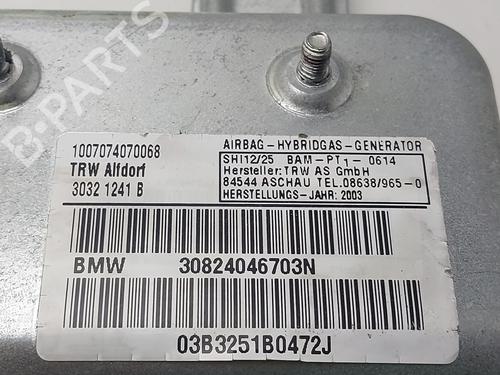 B-PARTS
1007074070068
TRW Alfdorf
3032 1241 B
AIRBAG-HYBRIDGAS-GENERATOR
SHI12/25 BAM-PT1-0614
Hersteller:TRW AS GmbH
84544 ASCHAU TEL.08638/965-0
HERSTELLUNGS-JAHR: 2003
BMW 30824046703N
03B3251B0472J